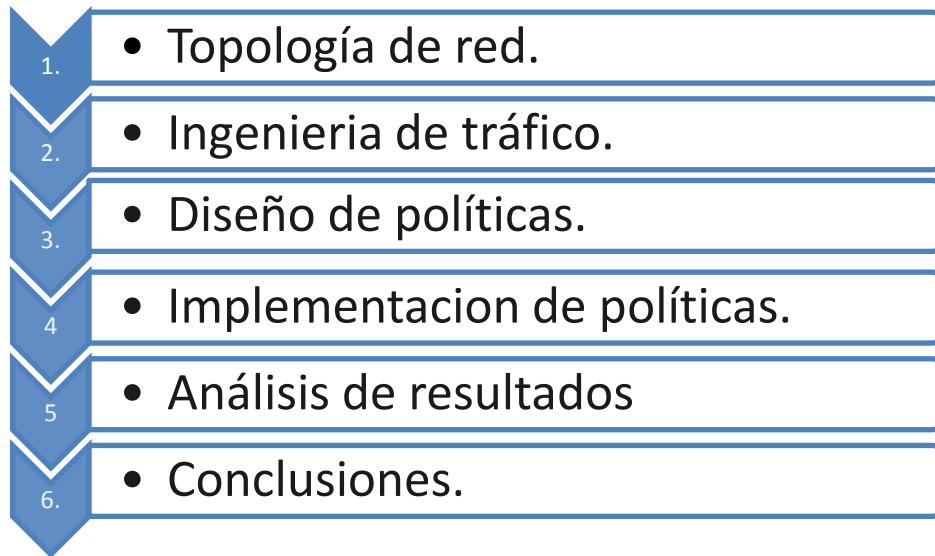 1. • Topología de red.
2. • Ingenieria de tráfico.
3. • Diseño de políticas.
4 • Implementacion de políticas.
5 • Análisis de resultados
6. • Conclusiones.